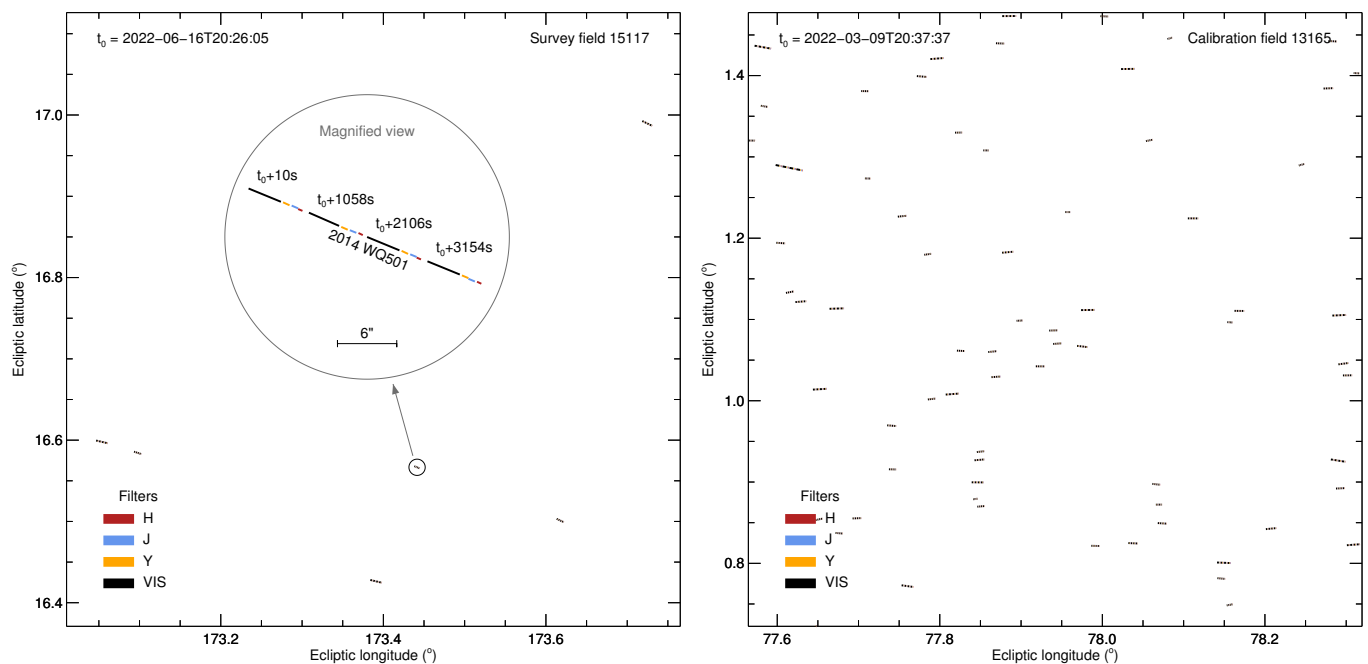 t0 = 2022−06−16T20:26:05
Survey field 15117
17.0
16.8
16.6
16.4
Ecliptic latitude (°)
Magnified view
t0+10s
t0+1058s
t0+2106s
t0+3154s
2014 WQ501
6"
Filters
H
J
Y
VIS
173.2
173.4
173.6
Ecliptic longitude (°)
t0 = 2022−03−09T20:37:37
Calibration field 13165
1.4
1.2
1.0
0.8
Ecliptic latitude (°)
Filters
H
J
Y
VIS
77.6
77.8
78.0
78.2
Ecliptic longitude (°)